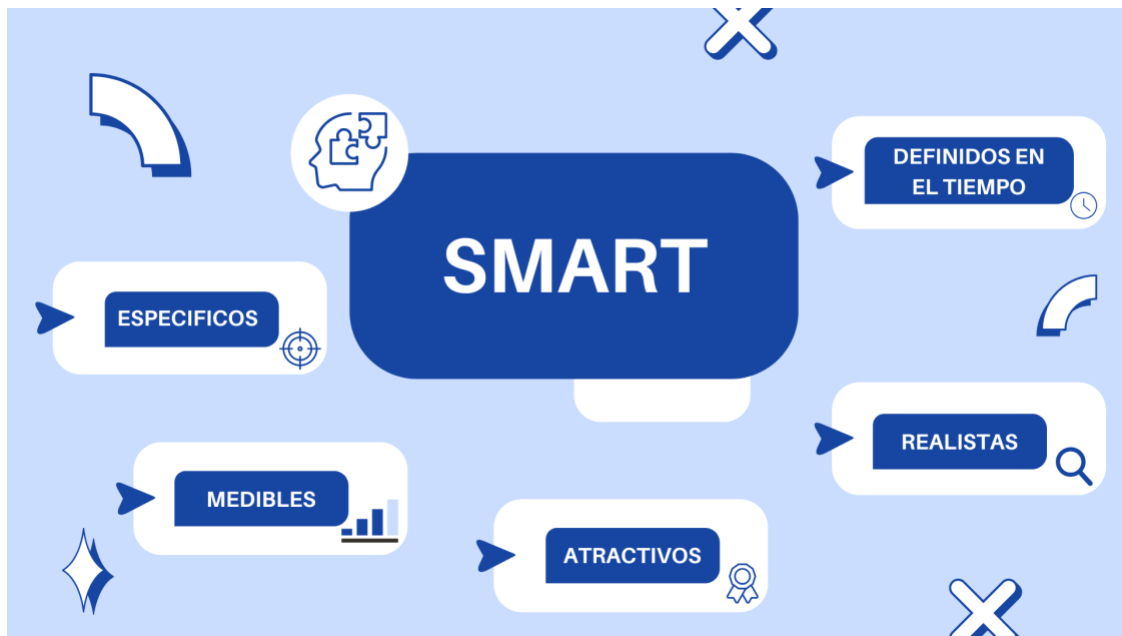 SMART
ESPECIFICOS
MEDIBLES
ATRACTIVOS
REALISTAS
DEFINIDOS EN
EL TIEMPO